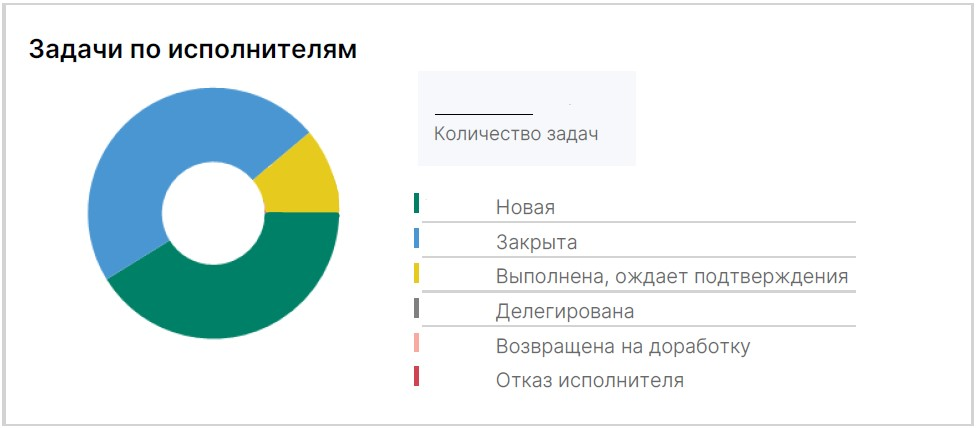 Задачи по исполнителям
Количество задач
Новая
Закрыта
Выполнена, ождает подтверждения
Делегирована
Возвращена на доработку
Отказ исполнителя